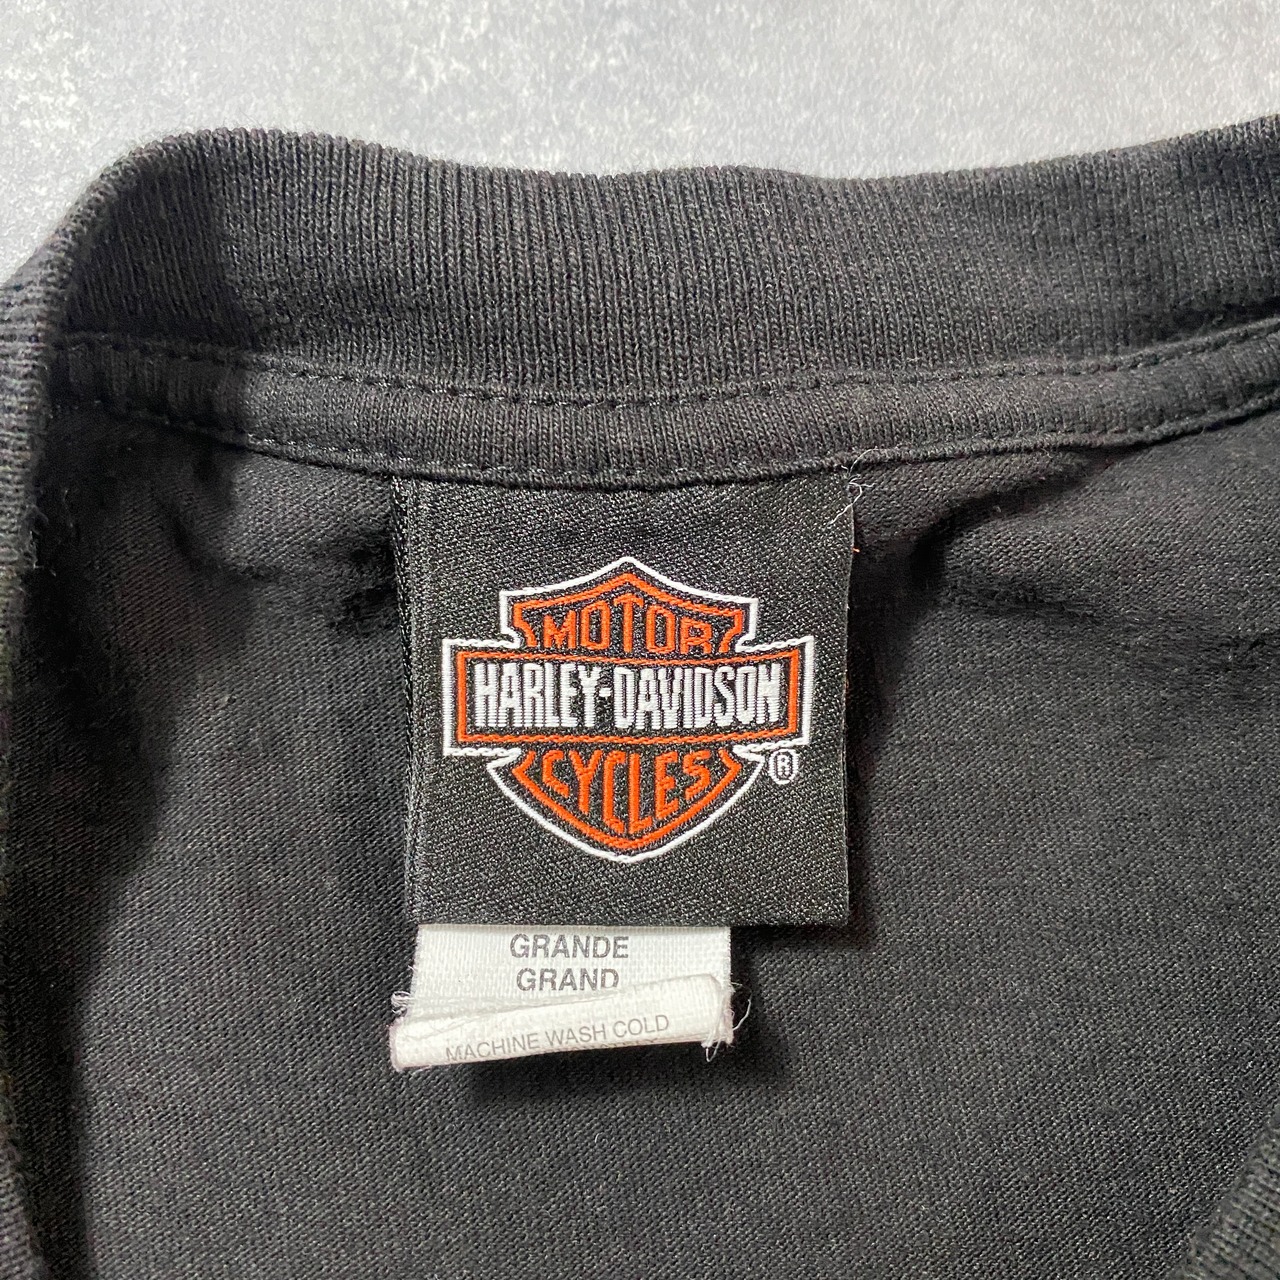 MOTOR
HARLEY-DAVIDSON
CYCLES
®
GRANDE
GRAND
MACHINE WASH COLD